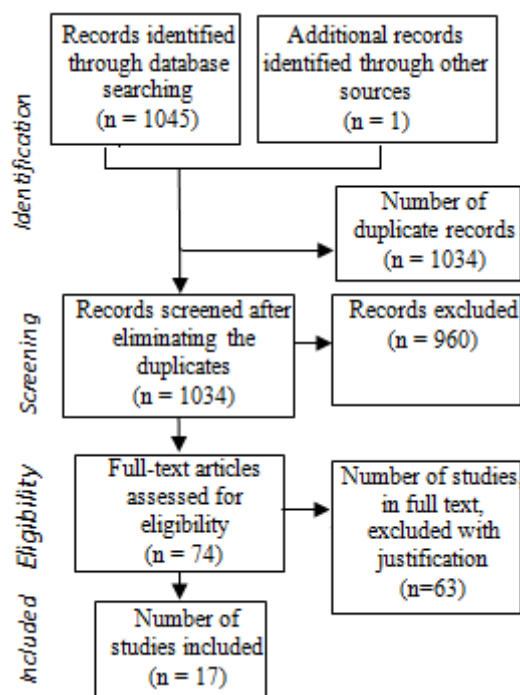 Records identified
through database
searching
(n = 1045)
Additional records
identified through other
sources
(n = 1)
Identification
Number of
duplicate records
(n = 1034)
Screening
Records screened after
eliminating the
duplicates
(n = 1034)
Records excluded
(n = 960)
Eligibility
Full-text articles
assessed for
eligibility
(n = 74)
Number of studies,
in full text,
excluded with
justification
(n=63)
Included
Number of
studies included
(n = 17)